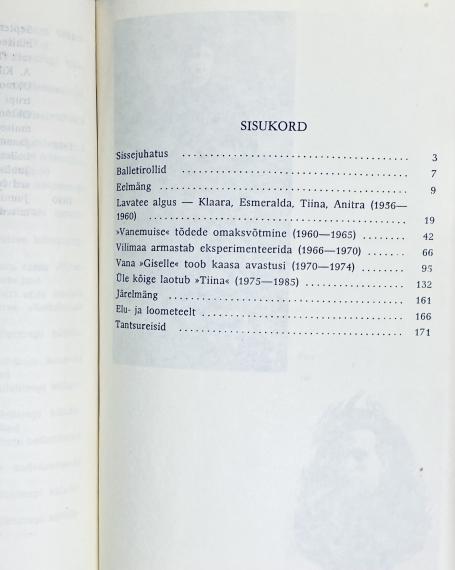 SISUKORD
Sissejuhatus ........................................ 3
Balletirollid ........................................ 7
Eelmäng ........................................ 9
Lavatee algus — Klaara, Esmeralda, Tiina, Anitra (1956—
1960) ........................................ 19
»Vanemuise« tõdede omaksvõtmine (1960—1965) ........ 42
Vilimaa armastab eksperimenteerida (1966—1970) ........ 66
Vana »Giselle« toob kaasa avastusi (1970—1974) ........ 95
Üle kõige laotub »Tiina« (1975—1985) .................. 132
Järelmäng ........................................ 161
Elu- ja loometeelt ........................................ 166
Tantsureisid ........................................ 171